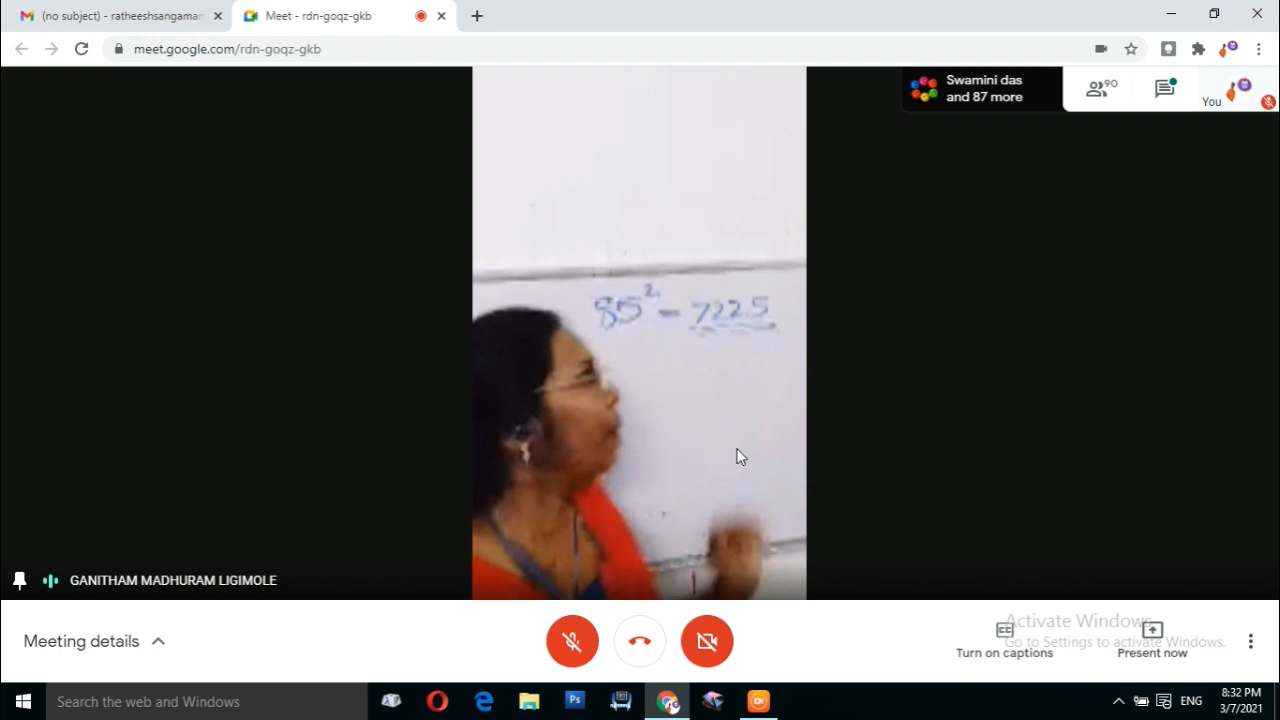 (no subject) - ratheeshsangamam
Meet - rdn-goqz-gkb
meet.google.com/rdn-goqz-gkb
Swamini das
and 87 more
90
You
85² = 7225
GANITHAM MADHURAM LIGIMOLE
Meeting details
CC
Turn on captions
Present now
Activate Windows
Go to Settings to activate Windows.
Search the web and Windows
Ps
ENG
8:32 PM
3/7/2021